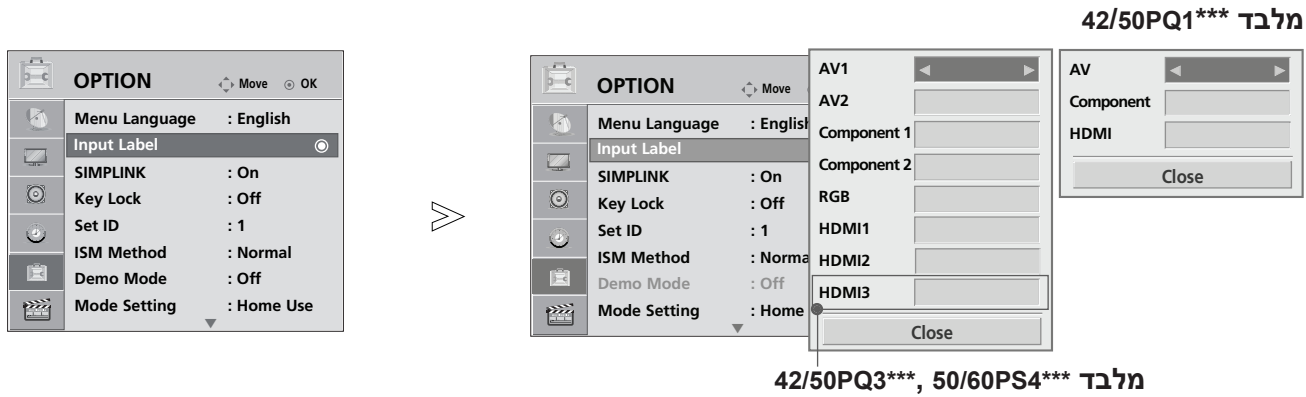 42/50PQ1*** מלבד
OPTION
Move OK
Menu Language : English
Input Label
SIMPLINK : On
Key Lock : Off
Set ID : 1
ISM Method : Normal
Demo Mode : Off
Mode Setting : Home Use
OPTION
Move
Menu Language : English
Input Label
SIMPLINK : On
Key Lock : Off
Set ID : 1
ISM Method : Norma
Demo Mode : Off
Mode Setting : Home
AV1
AV2
Component 1
Component 2
RGB
HDMI1
HDMI2
HDMI3
Close
AV
Component
HDMI
Close
42/50PQ3***, 50/60PS4*** מלבד